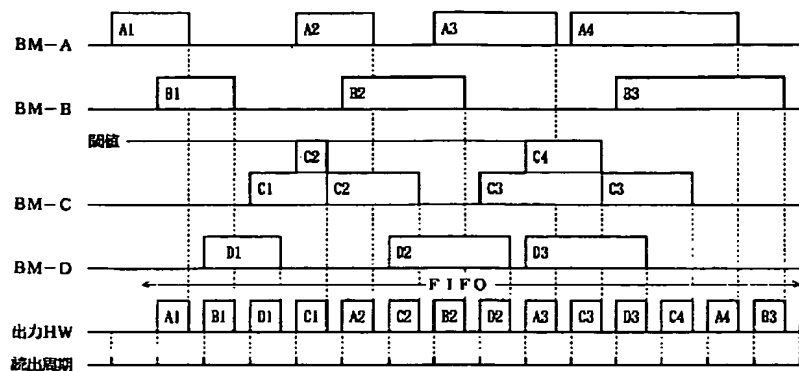 A1 A2 A3 A4
BM-A
B1 B2 B3
BM-B
閾値
C2 C4
C1 C2 C3 C3
BM-C
D1 D2 D3
BM-D
FIFO
A1 B1 D1 C1 A2 C2 B2 D2 A3 C3 D3 C4 A4 B3
出力HW
続出周期